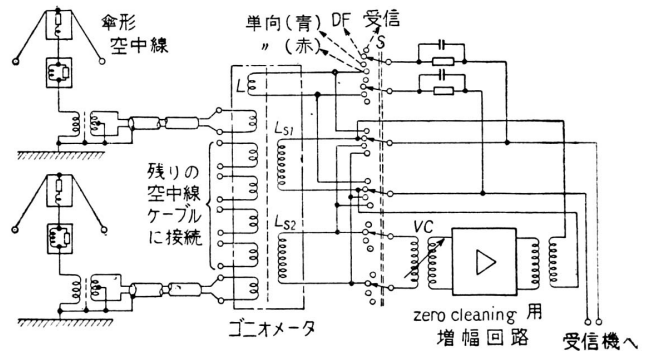 傘形
空中線
単向(青) DF 受信
〃 (赤) S
L
LS1
残りの
空中線
ケーブル
に接続
LS2
VC
ゴニオメータ
zero cleaning 用
増幅回路
受信機へ